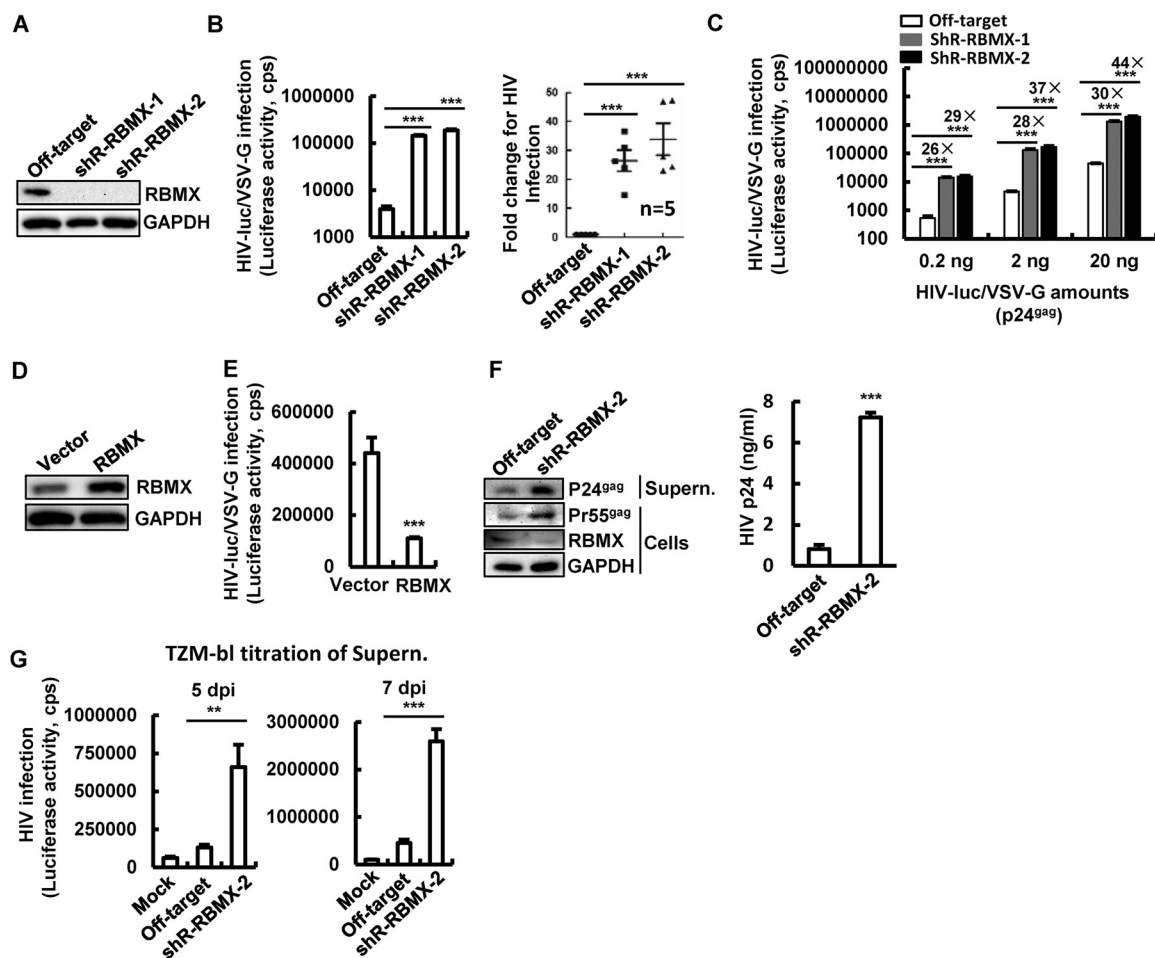 A
Off-target
shR-RBMX-1
shR-RBMX-2
RBMX
GAPDH
B
HIV-luc/VSV-G infection
(Luciferase activity, cps)
1000000
100000
10000
1000
***
***
Off-target
shR-RBMX-1
shR-RBMX-2
Fold change for HIV
Infection
50
40
30
20
10
0
***
***
n=5
Off-target
shR-RBMX-1
shR-RBMX-2
C
Off-target
ShR-RBMX-1
ShR-RBMX-2
HIV-luc/VSV-G infection
(Luciferase activity, cps)
100000000
10000000
1000000
100000
10000
1000
100
29×
***
26×
***
37×
***
28×
***
44×
***
30×
***
0.2 ng
2 ng
20 ng
HIV-luc/VSV-G amounts
(p24gag)
D
Vector
RBMX
RBMX
GAPDH
E
HIV-luc/VSV-G infection
(Luciferase activity, cps)
600000
400000
200000
0
***
Vector
RBMX
F
Off-target
shR-RBMX-2
P24gag
Supern.
Pr55gag
RBMX
Cells
GAPDH
HIV p24 (ng/ml)
8
6
4
2
0
***
Off-target
shR-RBMX-2
G
TZM-bl titration of Supern.
HIV infection
(Luciferase activity, cps)
5 dpi
**
1000000
750000
500000
250000
0
Mock
Off-target
shR-RBMX-2
7 dpi
***
3000000
2000000
1000000
0
Mock
Off-target
shR-RBMX-2